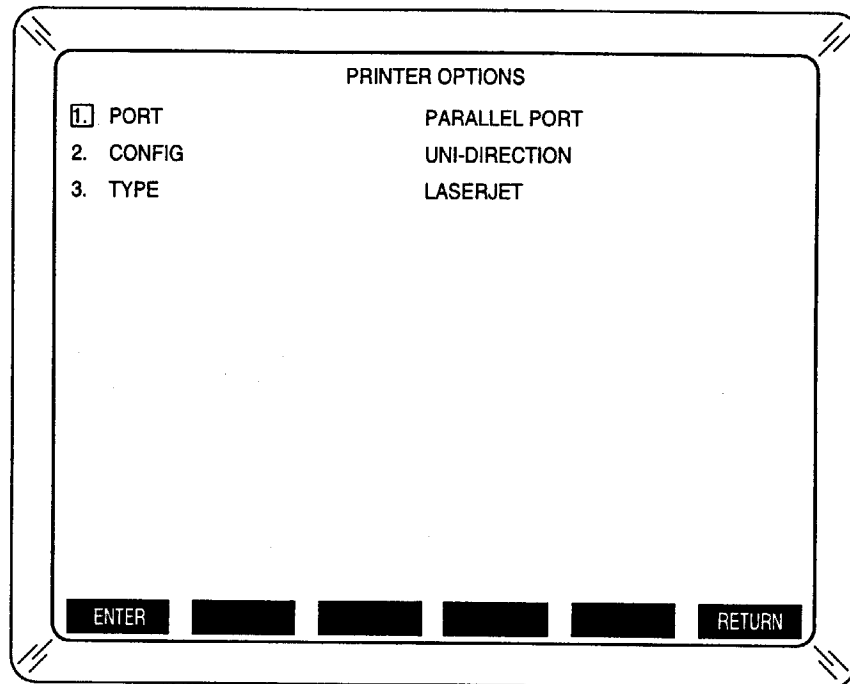 PRINTER OPTIONS
1. PORT PARALLEL PORT
2. CONFIG UNI-DIRECTION
3. TYPE LASERJET
ENTER RETURN